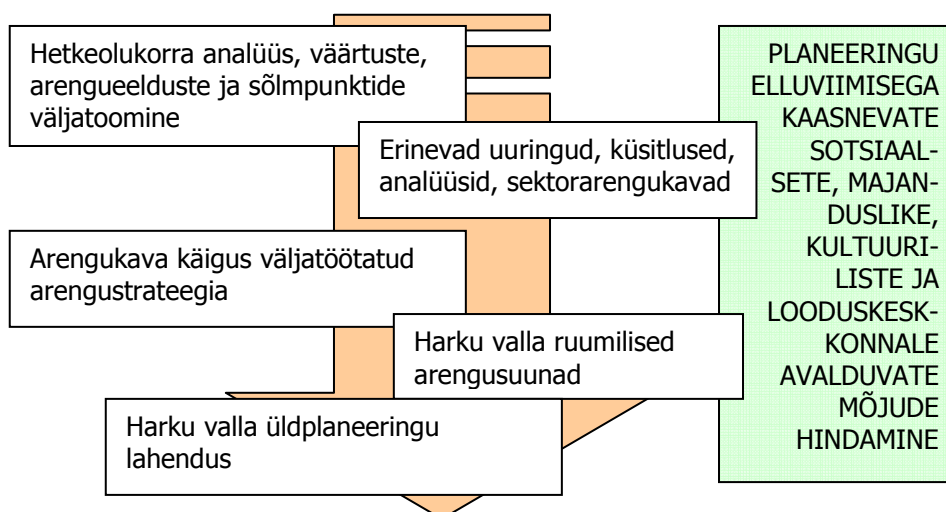 Hetkeolukorra analüüs, väärtuste,
arengueelduste ja sõlmpunktide
väljatoomine
Erinevad uuringud, küsitlused,
analüüsid, sektorarengukavad
Arengukava käigus väljatöötatud
arengustrateegia
Harku valla ruumilised
arengusuunad
Harku valla üldplaneeringu
lahendus
PLANEERINGU
ELLUVIIMISEGA
KAASNEVATE
SOTSIAAL-
SETE, MAJAN-
DUSLIKE,
KULTUURI-
LISTE JA
LOODUSKESK-
KONNALE
AVALDUVATE
MÕJUDE
HINDAMINE